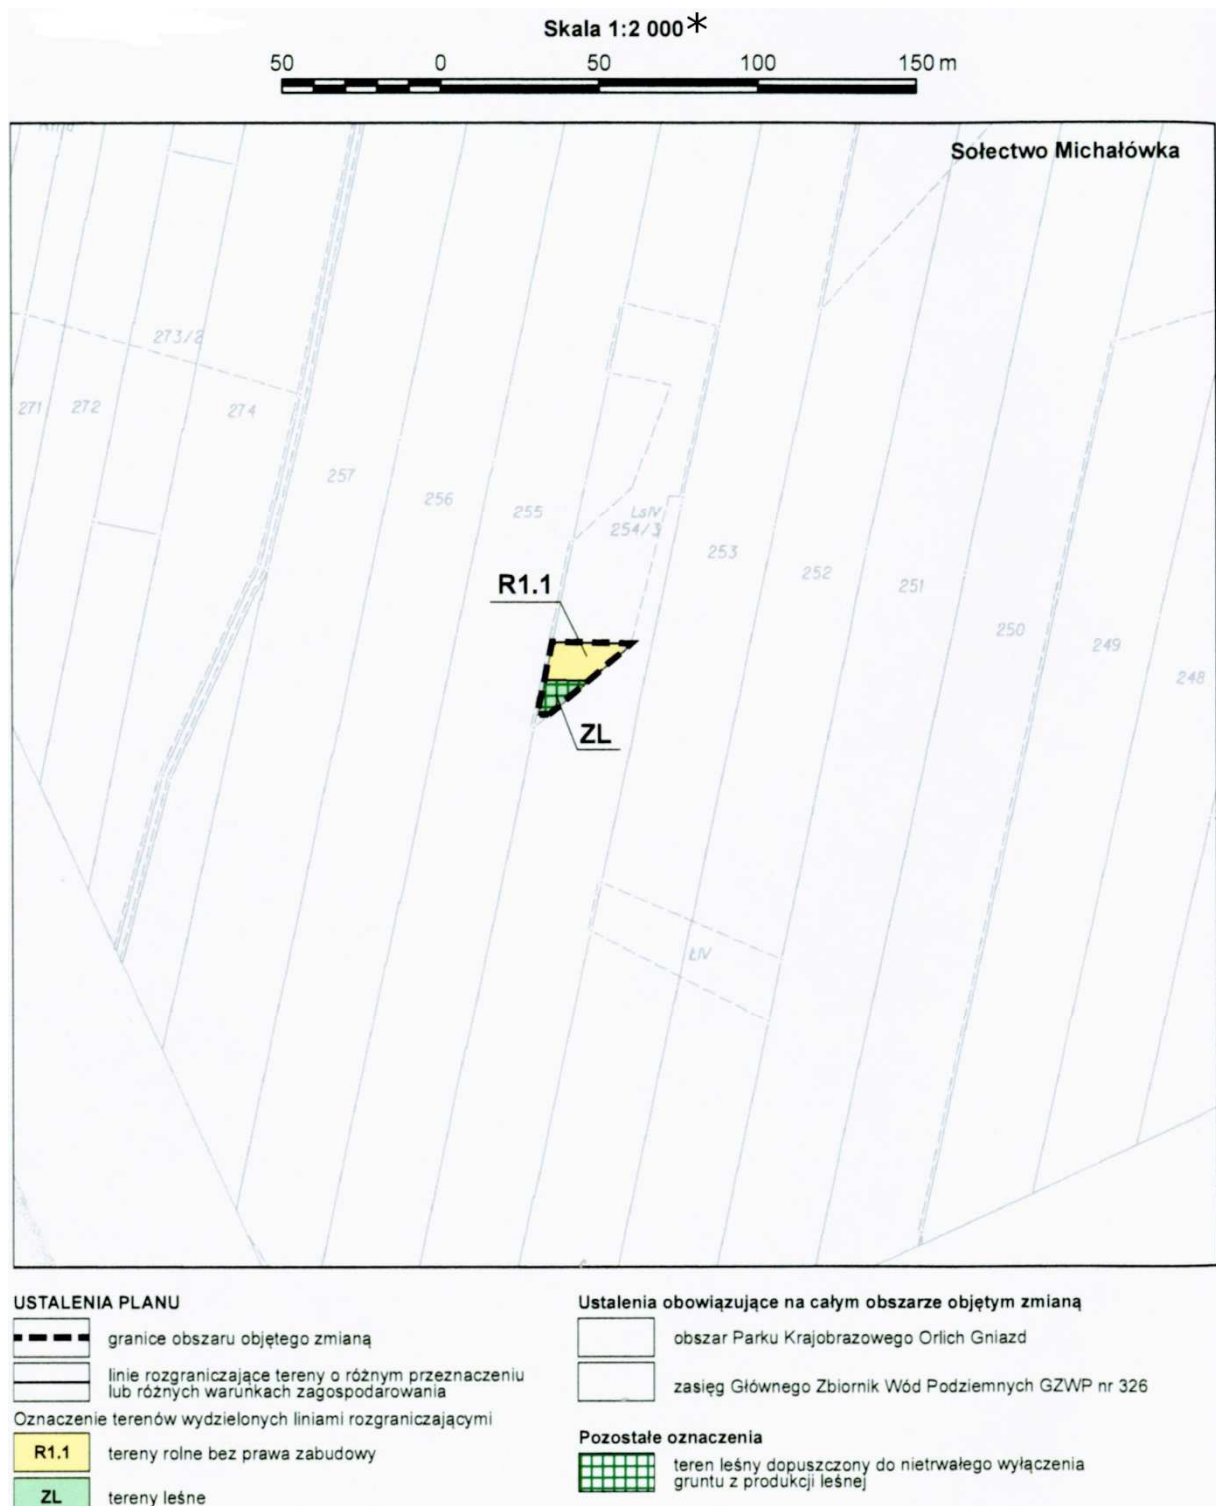 Skala 1:2 000*
50 0 50 100 150 m
Sołectwo Michałówka
273/2
271 272 274
257
256
255
LsIV
254/3
253
252
251
250
249
248
R1.1
ZL
ŁIV
USTALENIA PLANU
granice obszaru objętego zmianą
linie rozgraniczające tereny o różnym przeznaczeniu
lub różnych warunkach zagospodarowania
Oznaczenie terenów wydzielonych liniami rozgraniczającymi
R1.1 tereny rolne bez prawa zabudowy
ZL tereny leśne
Ustalenia obowiązujące na całym obszarze objętym zmianą
obszar Parku Krajobrazowego Orlich Gniazd
zasięg Głównego Zbiornik Wód Podziemnych GZWP nr 326
Pozostałe oznaczenia
teren leśny dopuszczony do nietrwałego wyłączenia
gruntu z produkcji leśnej